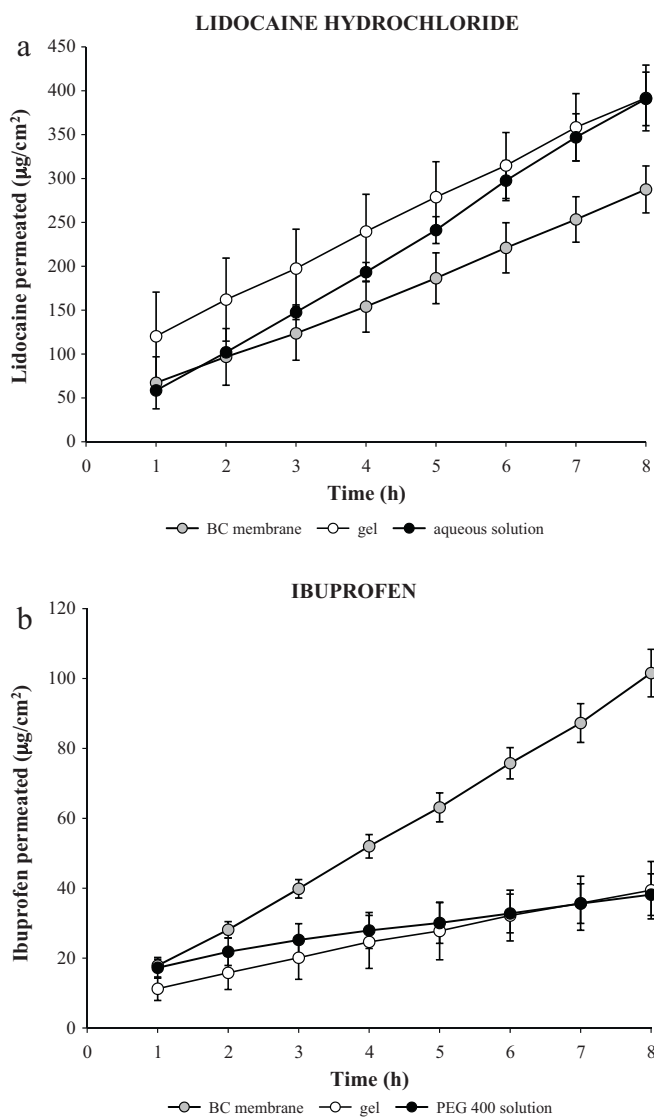 LIDOCAINE HYDROCHLORIDE
a
Lidocaine permeated (µg/cm²)
450
400
350
300
250
200
150
100
50
0
0 1 2 3 4 5 6 7 8
Time (h)
BC membrane gel aqueous solution
IBUPROFEN
b
Ibuprofen permeated (µg/cm²)
120
100
80
60
40
20
0
0 1 2 3 4 5 6 7 8
Time (h)
BC membrane gel PEG 400 solution